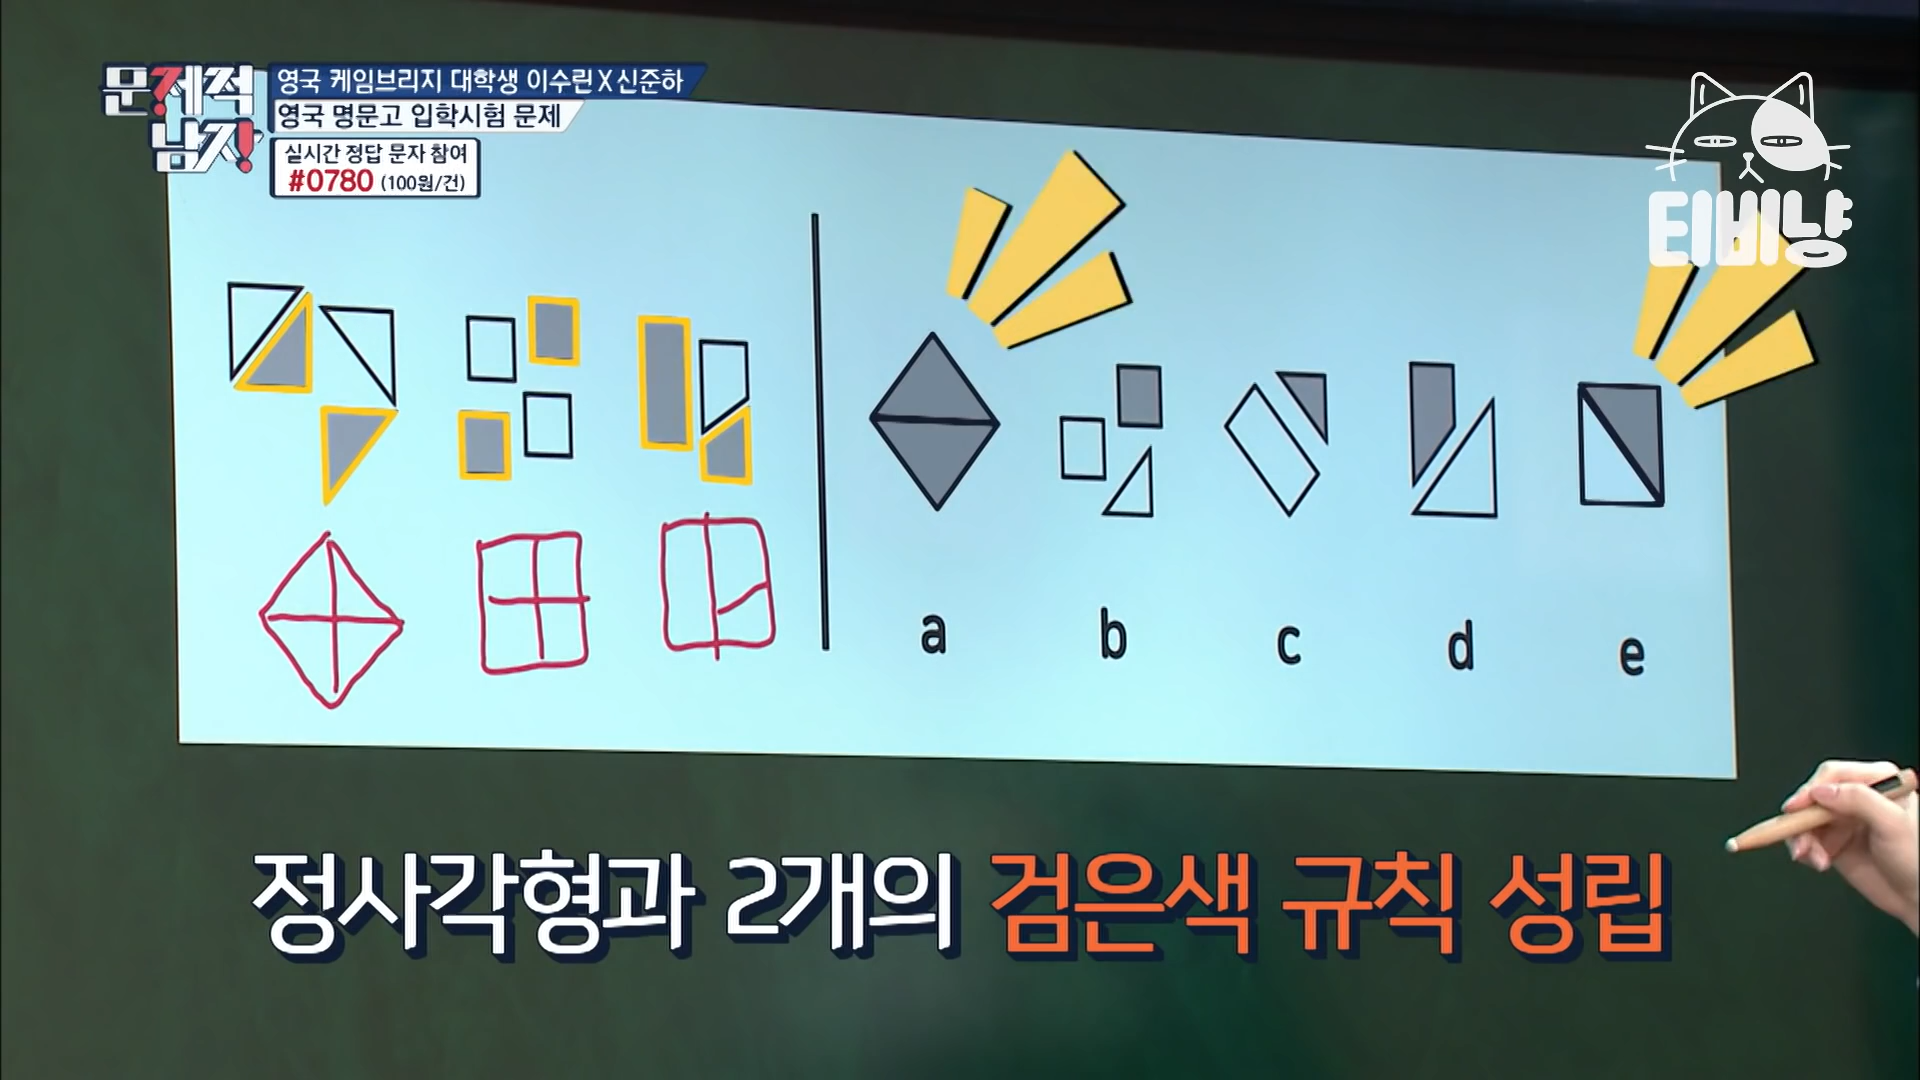 문제적
남자
영국 케임브리지 대학생 이수린X신준하
영국 명문고 입학시험 문제
실시간 정답 문자 참여
#0780 (100원/건)
티비냥
a b c d e
정사각형과 2개의 검은색 규칙 성립